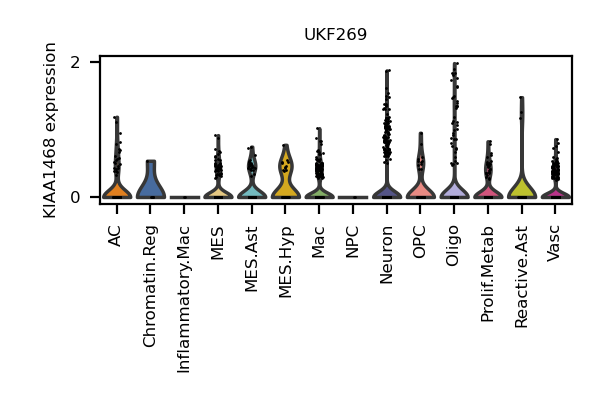 UKF269
KIAA1468 expression
2
0
AC
Chromatin.Reg
Inflammatory.Mac
MES
MES.Ast
MES.Hyp
Mac
NPC
Neuron
OPC
Oligo
Prolif.Metab
Reactive.Ast
Vasc